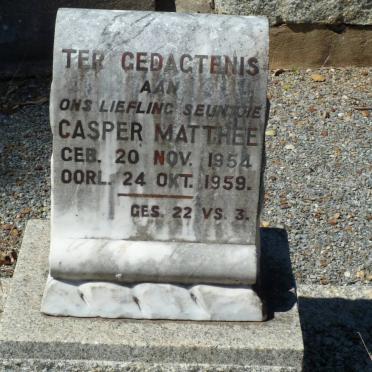 TER GEDAGTENIS
AAN
ONS LIEFLING SEUNTJIE
CASPER MATTHEE
GEB. 20 NOV. 1954
OORL. 24 OKT. 1959.
GES. 22 VS. 3.